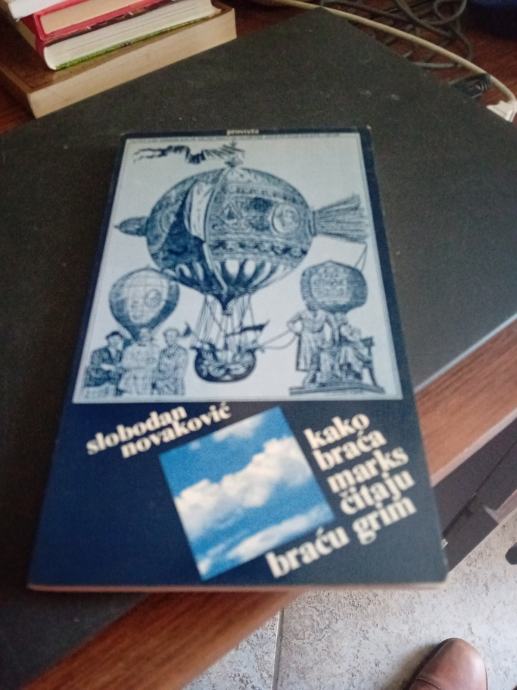 prosveta
slobodan
novaković
kako
braća
marks
čitaju
braću grim